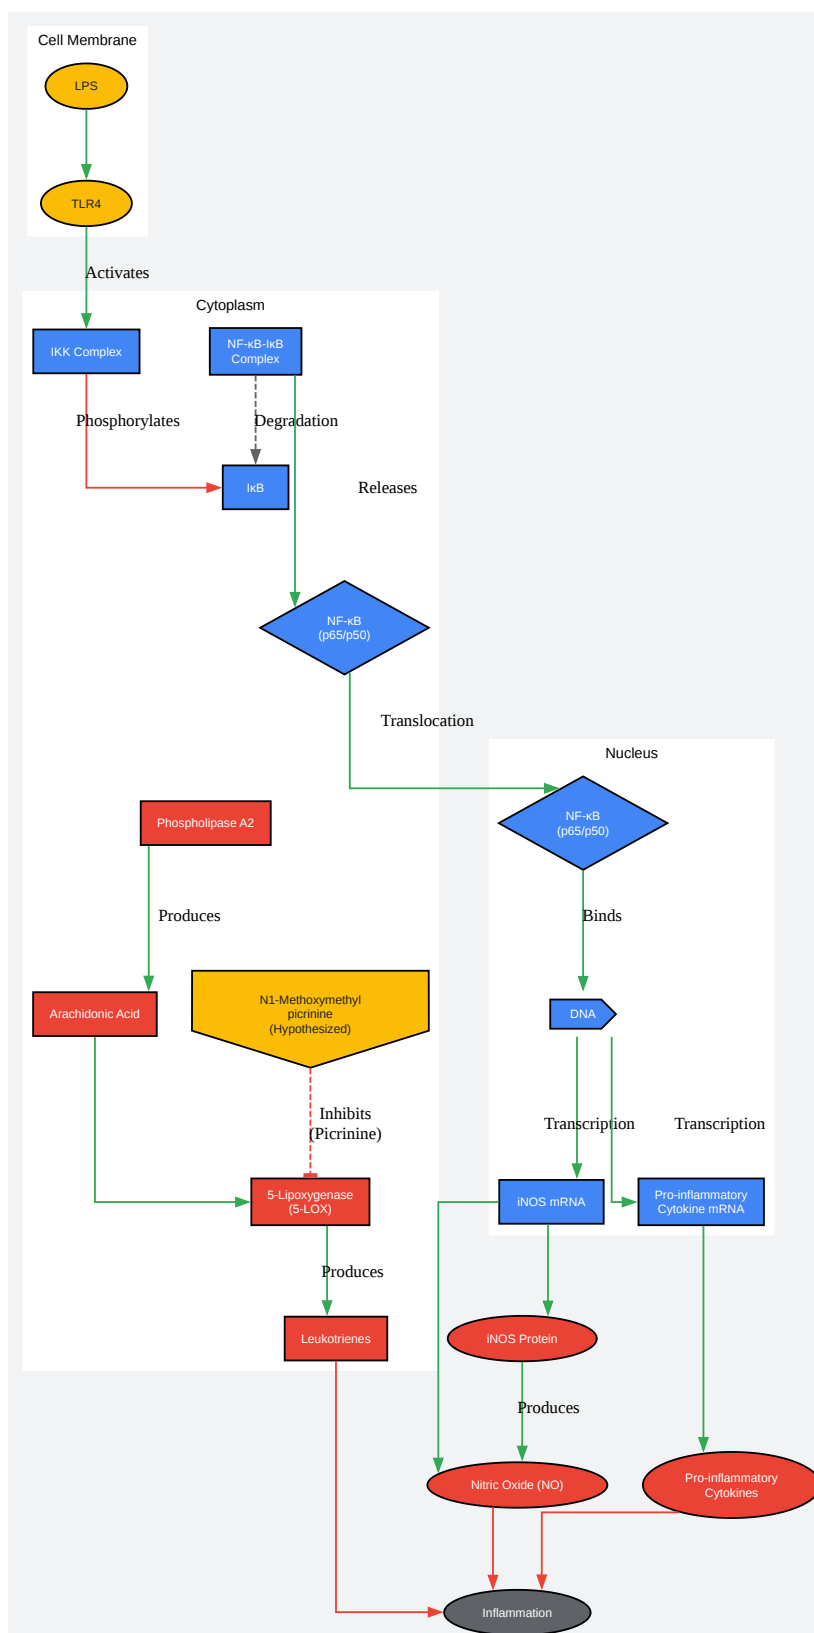 Cell Membrane
LPS
TLR4
Activates
Cytoplasm
IKK Complex
NF-κB-IκB
Complex
Phosphorylates
Degradation
IκB
Releases
NF-κB
(p65/p50)
Translocation
Nucleus
NF-κB
(p65/p50)
Phospholipase A2
Produces
Binds
Arachidonic Acid
N1-Methoxymethyl
picrinine
(Hypothesized)
DNA
Inhibits
(Picrinine)
Transcription
Transcription
5-Lipoxygenase
(5-LOX)
iNOS mRNA
Pro-inflammatory
Cytokine mRNA
Produces
Leukotrienes
iNOS Protein
Produces
Nitric Oxide (NO)
Pro-inflammatory
Cytokines
Inflammation